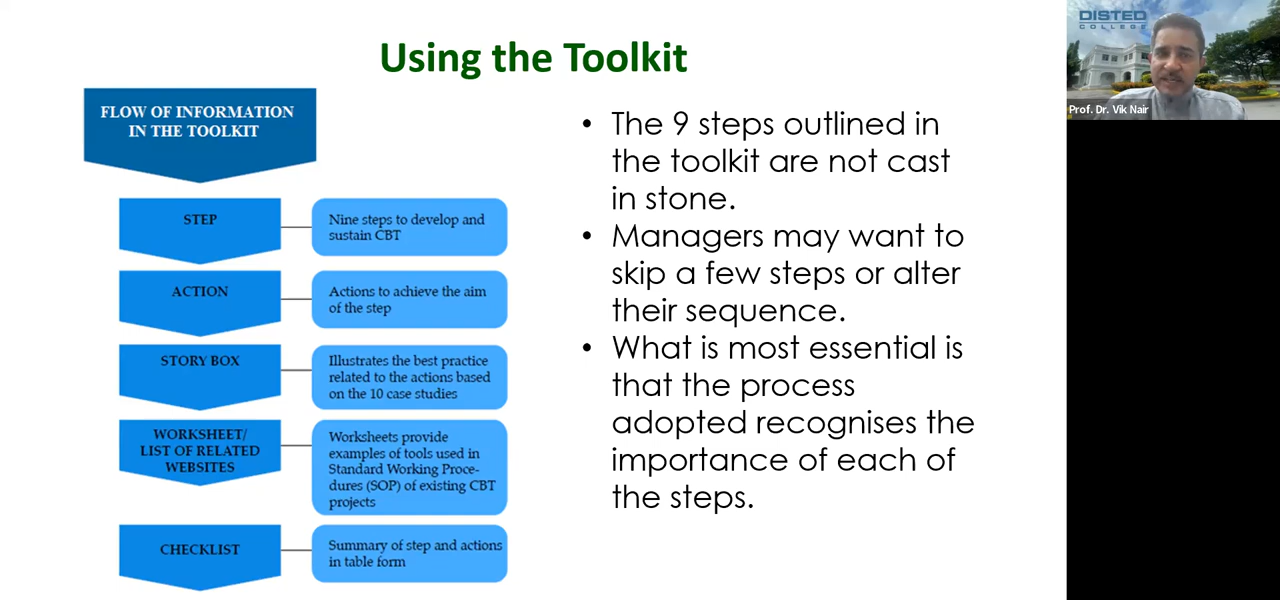 Using the Toolkit
FLOW OF INFORMATION
IN THE TOOLKIT
STEP
Nine steps to develop and
sustain CBT
ACTION
Actions to achieve the aim
of the step
STORY BOX
Illustrates the best practice
related to the actions based
on the 10 case studies
WORKSHEET/
LIST OF RELATED
WEBSITES
Worksheets provide
examples of tools used in
Standard Working Proce-
dures (SOP) of existing CBT
projects
CHECKLIST
Summary of step and actions
in table form
• The 9 steps outlined in
the toolkit are not cast
in stone.
• Managers may want to
skip a few steps or alter
their sequence.
• What is most essential is
that the process
adopted recognises the
importance of each of
the steps.
DISTED
COLLEGE
Prof. Dr. Vik Nair